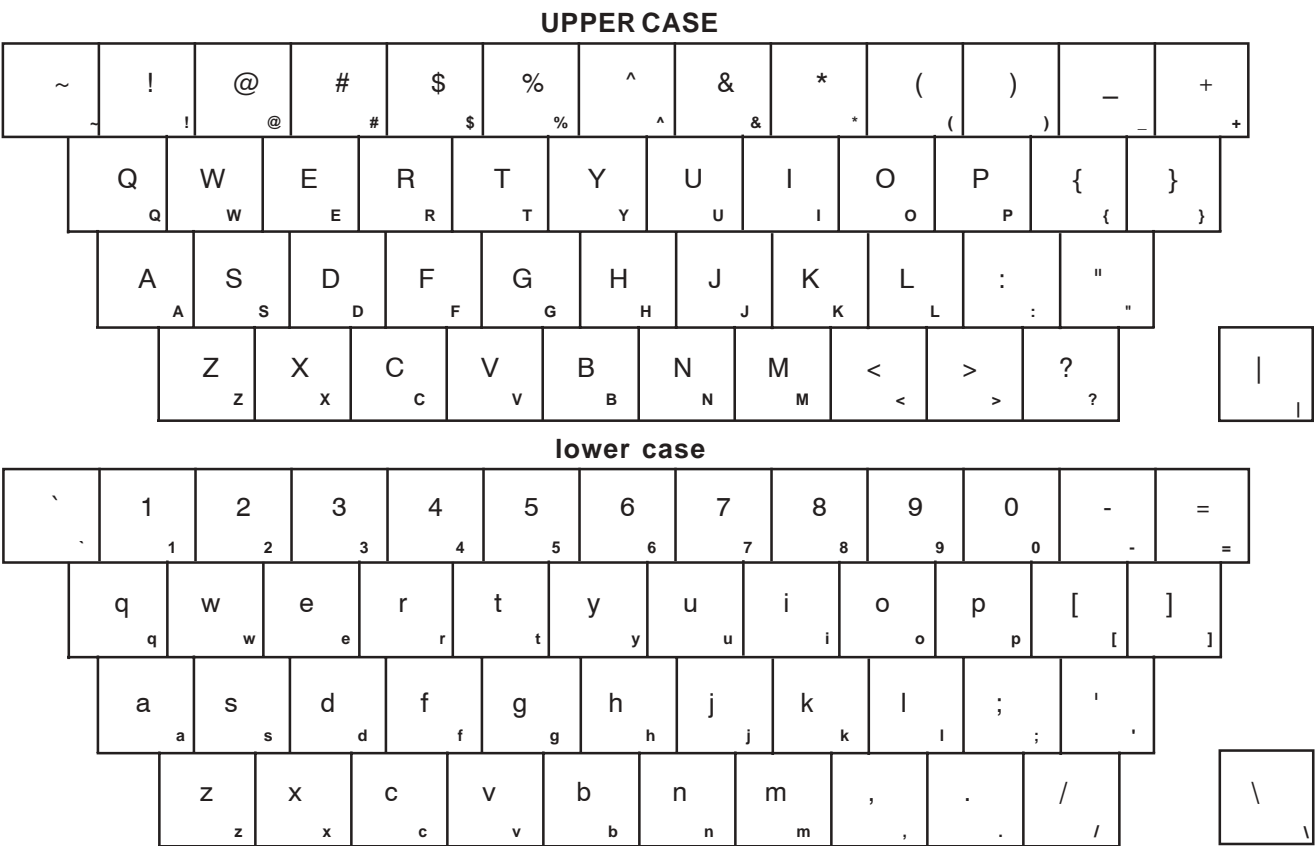 UPPER CASE
~ ! @ # $ % ^ & * ( ) _ +
~ ! @ # $ % ^ & * ( ) _ +
Q W E R T Y U I O P { }
Q W E R T Y U I O P { }
A S D F G H J K L : "
A S D F G H J K L : "
Z X C V B N M < > ? |
Z X C V B N M < > ? |
lower case
` 1 2 3 4 5 6 7 8 9 0 - =
` 1 2 3 4 5 6 7 8 9 0 - =
q w e r t y u i o p [ ]
q w e r t y u i o p [ ]
a s d f g h j k l ; '
a s d f g h j k l ; '
z x c v b n m , . / \
z x c v b n m , . / \